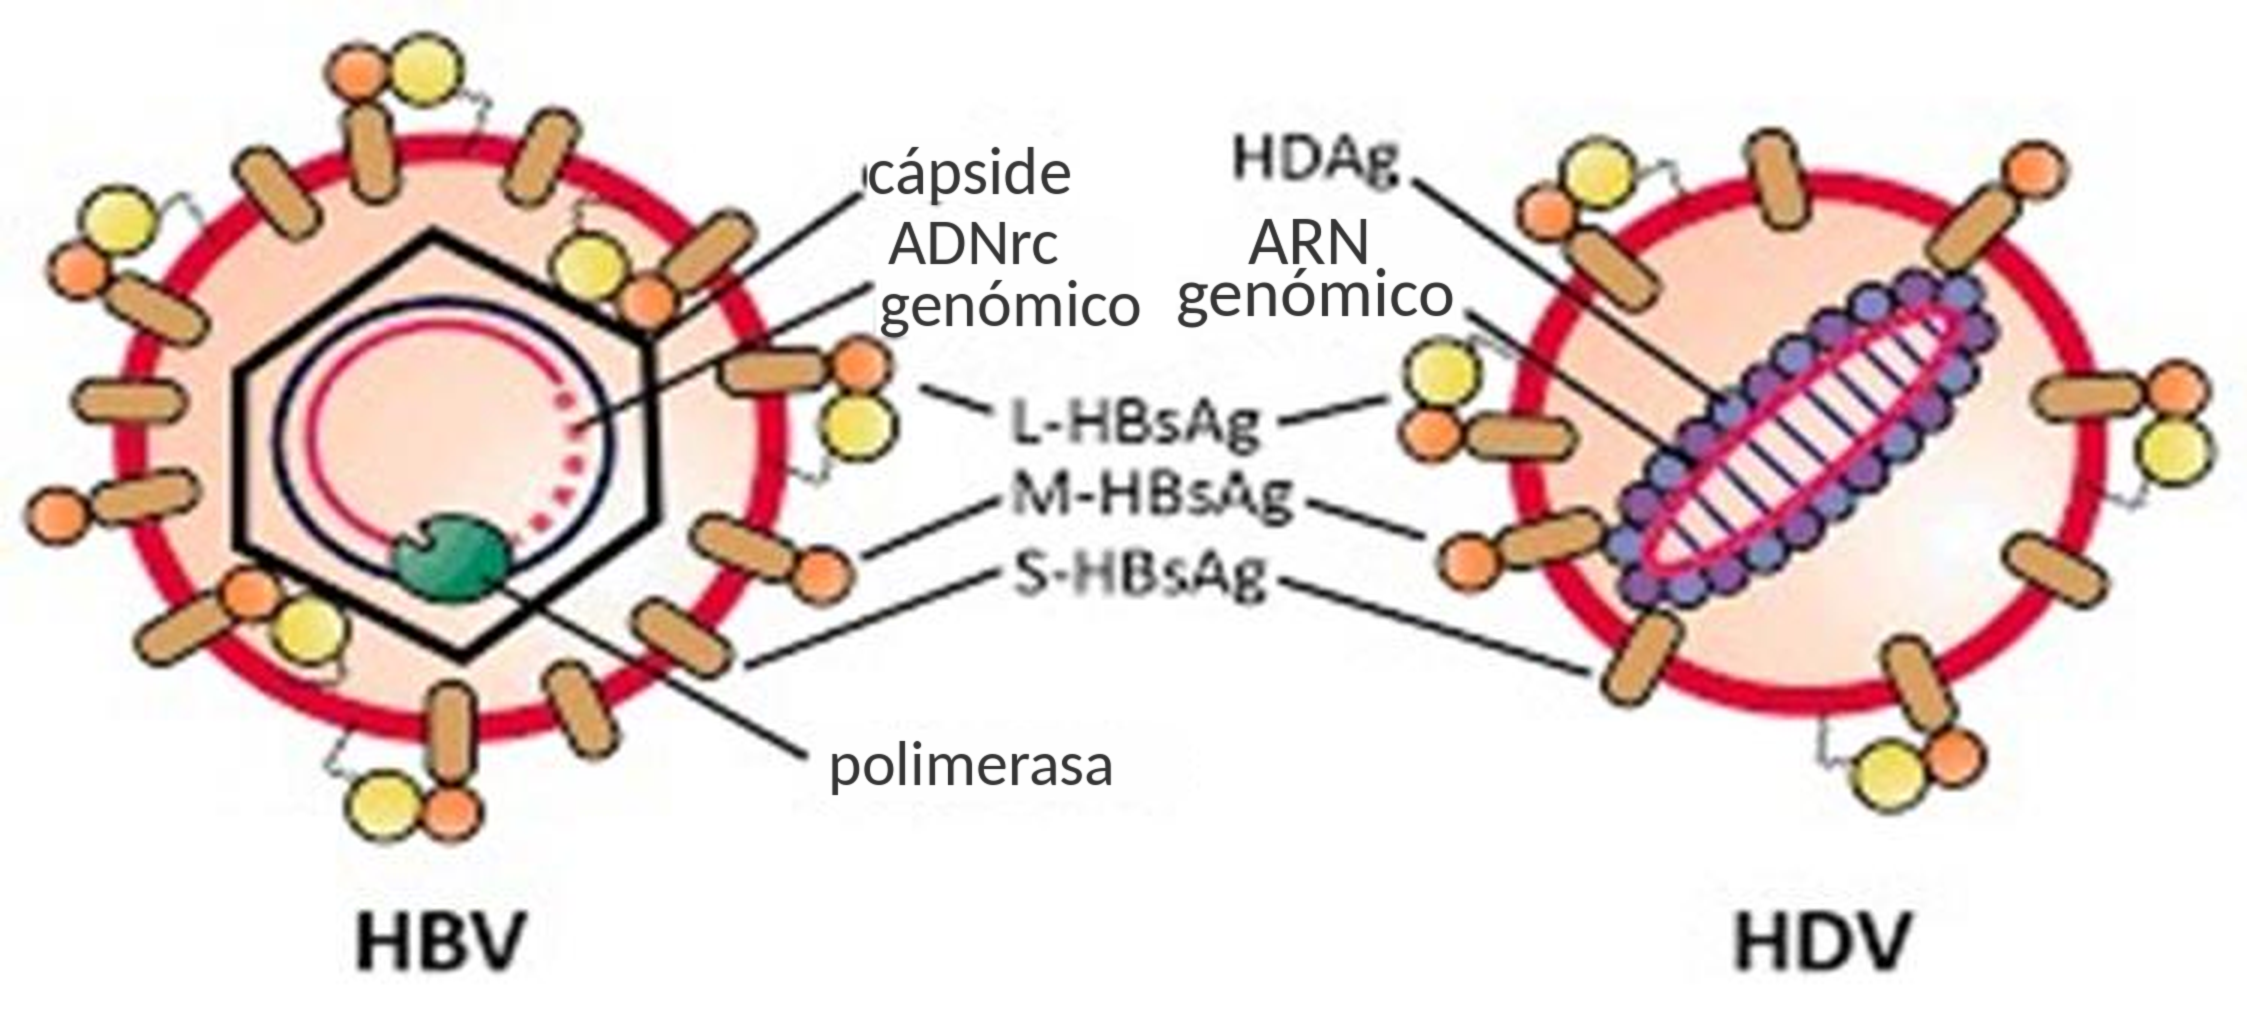 cápside
ADNrc
genómico
HDAg
ARN
genómico
L-HBsAg
M-HBsAg
S-HBsAg
polimerasa
HBV
HDV